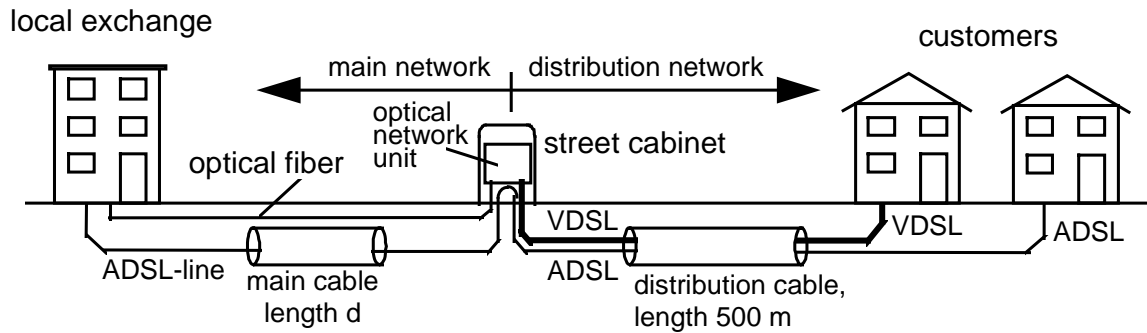 local exchange
customers
main network
distribution network
optical
network
unit
street cabinet
optical fiber
VDSL
VDSL
ADSL
ADSL-line
ADSL
main cable
length d
distribution cable,
length 500 m